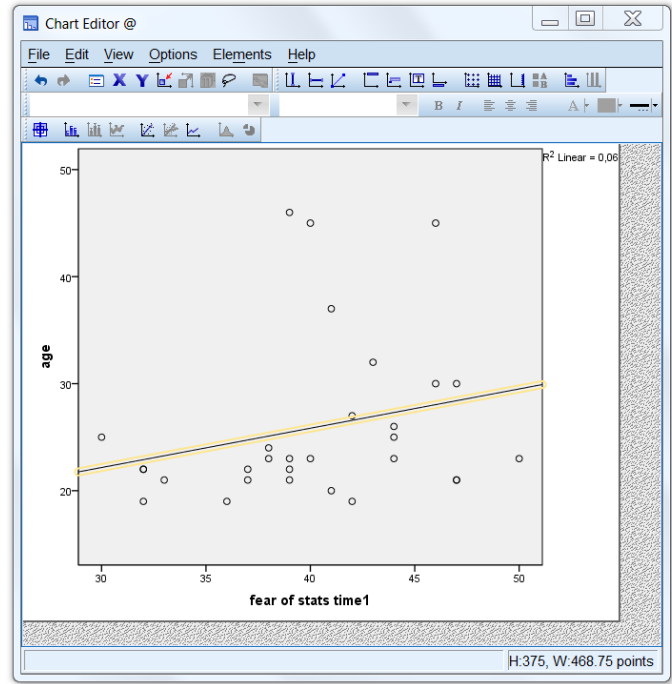 Chart Editor @
File Edit View Options Elements Help
X Y
A B
B I A
R² Linear = 0,06
50
40
30
20
age
30 35 40 45 50
fear of stats time1
H:375, W:468.75 points